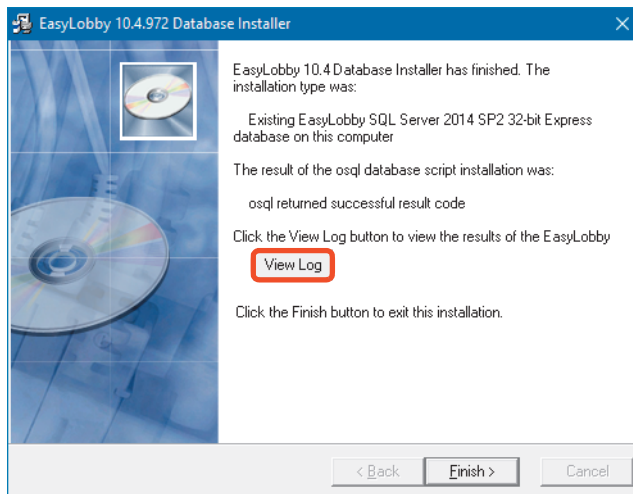 EasyLobby 10.4.972 Database Installer
EasyLobby 10.4 Database Installer has finished. The
installation type was:
Existing EasyLobby SQL Server 2014 SP2 32-bit Express
database on this computer
The result of the osql database script installation was:
osql returned successful result code
Click the View Log button to view the results of the EasyLobby
View Log
Click the Finish button to exit this installation.
< Back
Finish >
Cancel